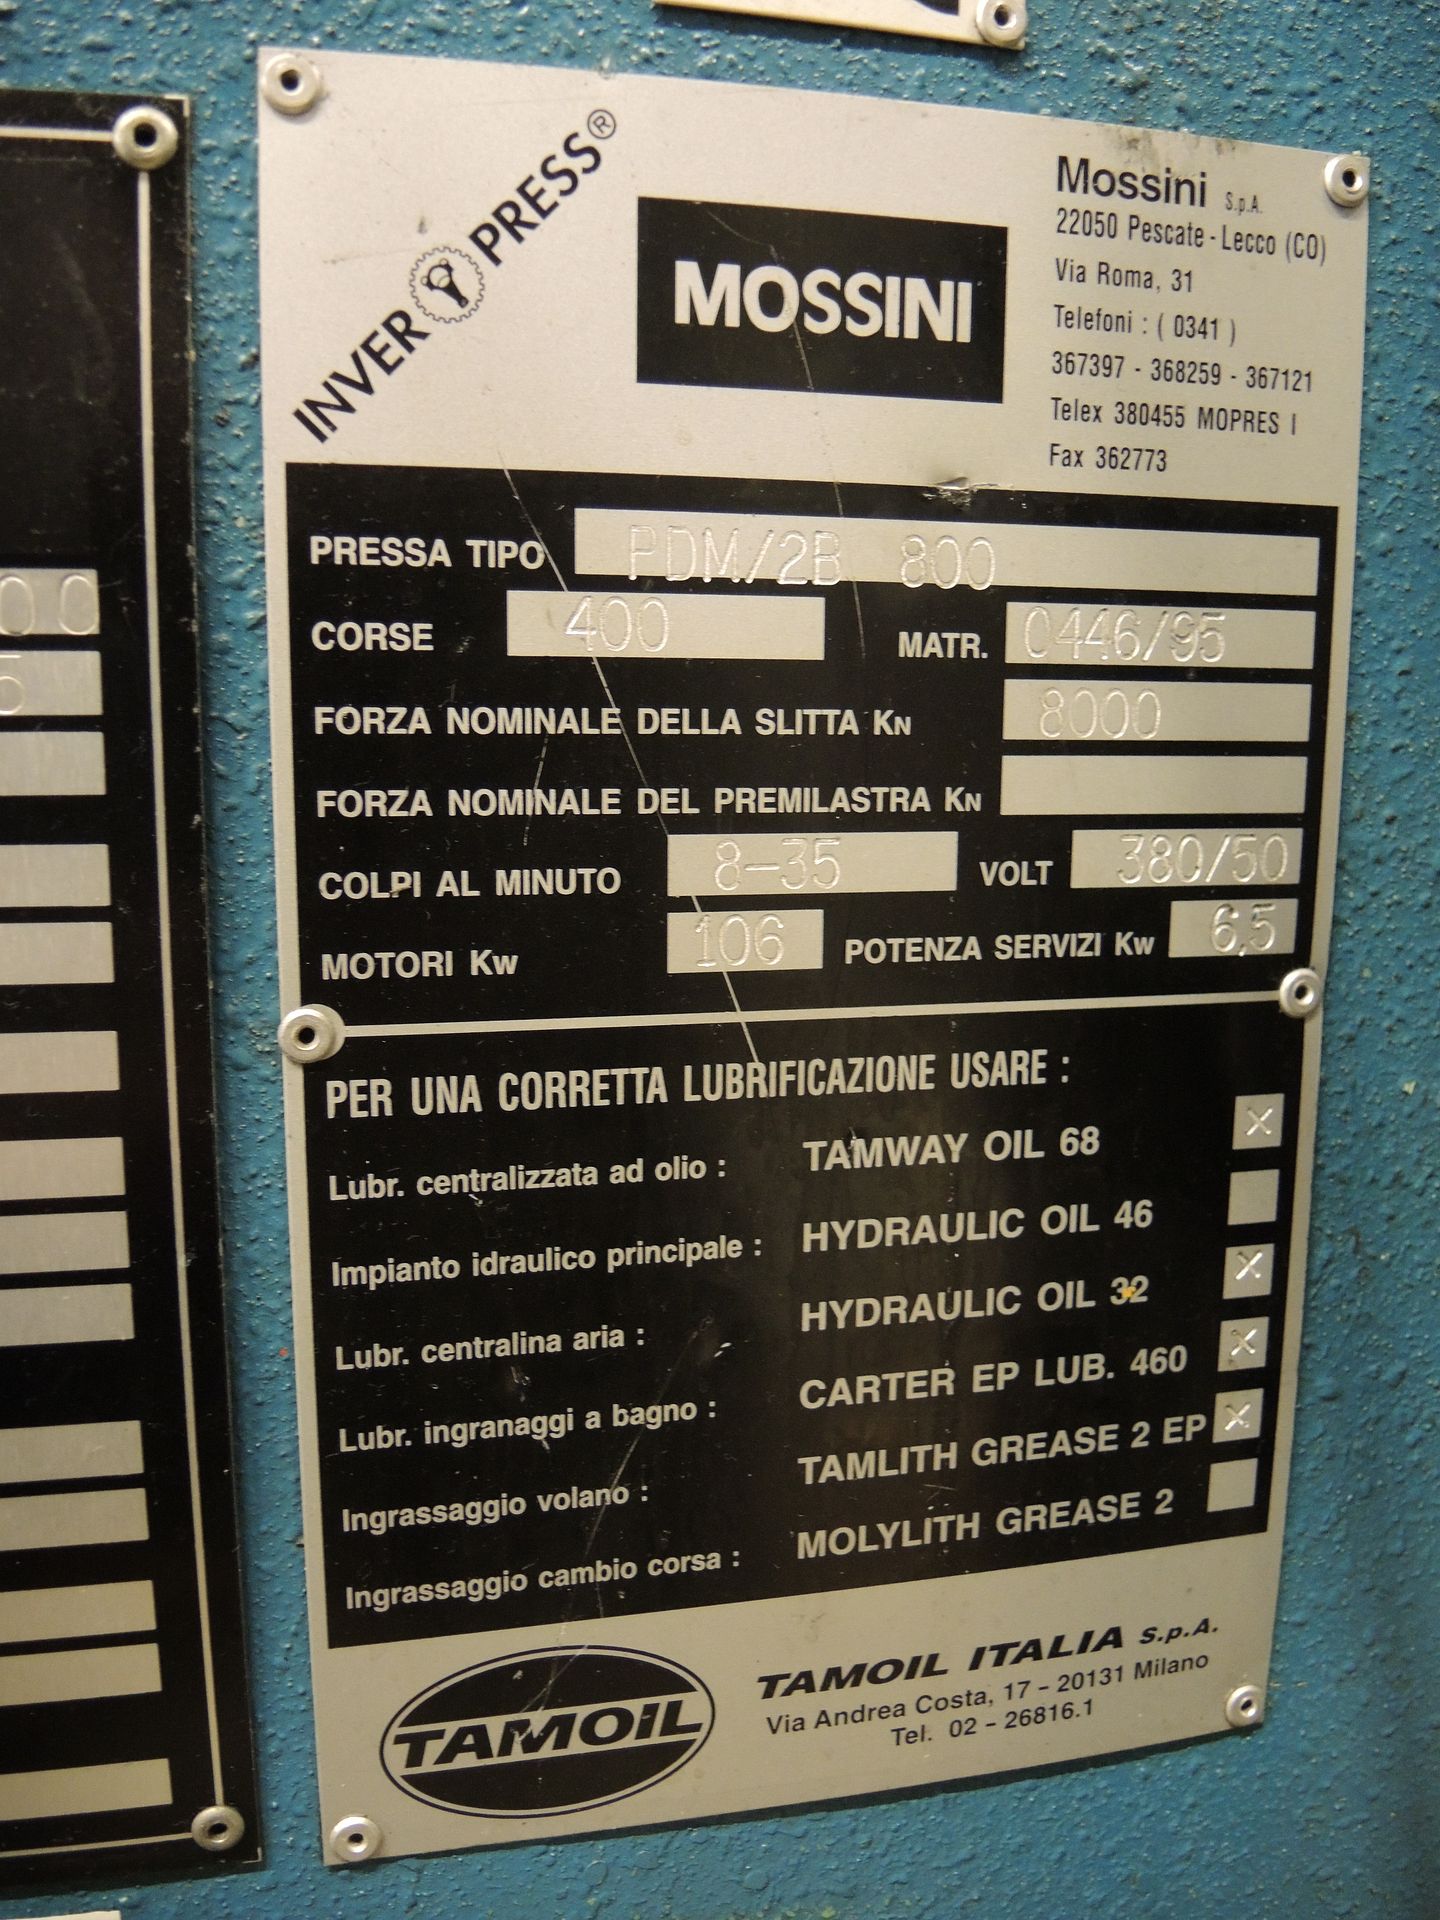 00
5
INVER PRESS®
MOSSINI
Mossini S.p.A.
22050 Pescate - Lecco (CO)
Via Roma, 31
Telefoni : ( 0341 )
367397 - 368259 - 367121
Telex 380455 MOPRES I
Fax 362773
PRESSA TIPO PDM/2B 800
CORSE 400 MATR. 0446/95
FORZA NOMINALE DELLA SLITTA KN 8000
FORZA NOMINALE DEL PREMILASTRA KN
COLPI AL MINUTO 8-35 VOLT 380/50
MOTORI KW 106 POTENZA SERVIZI KW 6,5
PER UNA CORRETTA LUBRIFICAZIONE USARE :
Lubr. centralizzata ad olio : TAMWAY OIL 68 X
Impianto idraulico principale : HYDRAULIC OIL 46
Lubr. centralina aria : HYDRAULIC OIL 32 X
Lubr. ingranaggi a bagno : CARTER EP LUB. 460 X
Ingrassaggio volano : TAMLITH GREASE 2 EP X
Ingrassaggio cambio corsa : MOLYLITH GREASE 2
TAMOIL
TAMOIL ITALIA S.p.A.
Via Andrea Costa, 17 - 20131 Milano
Tel. 02 - 26816.1